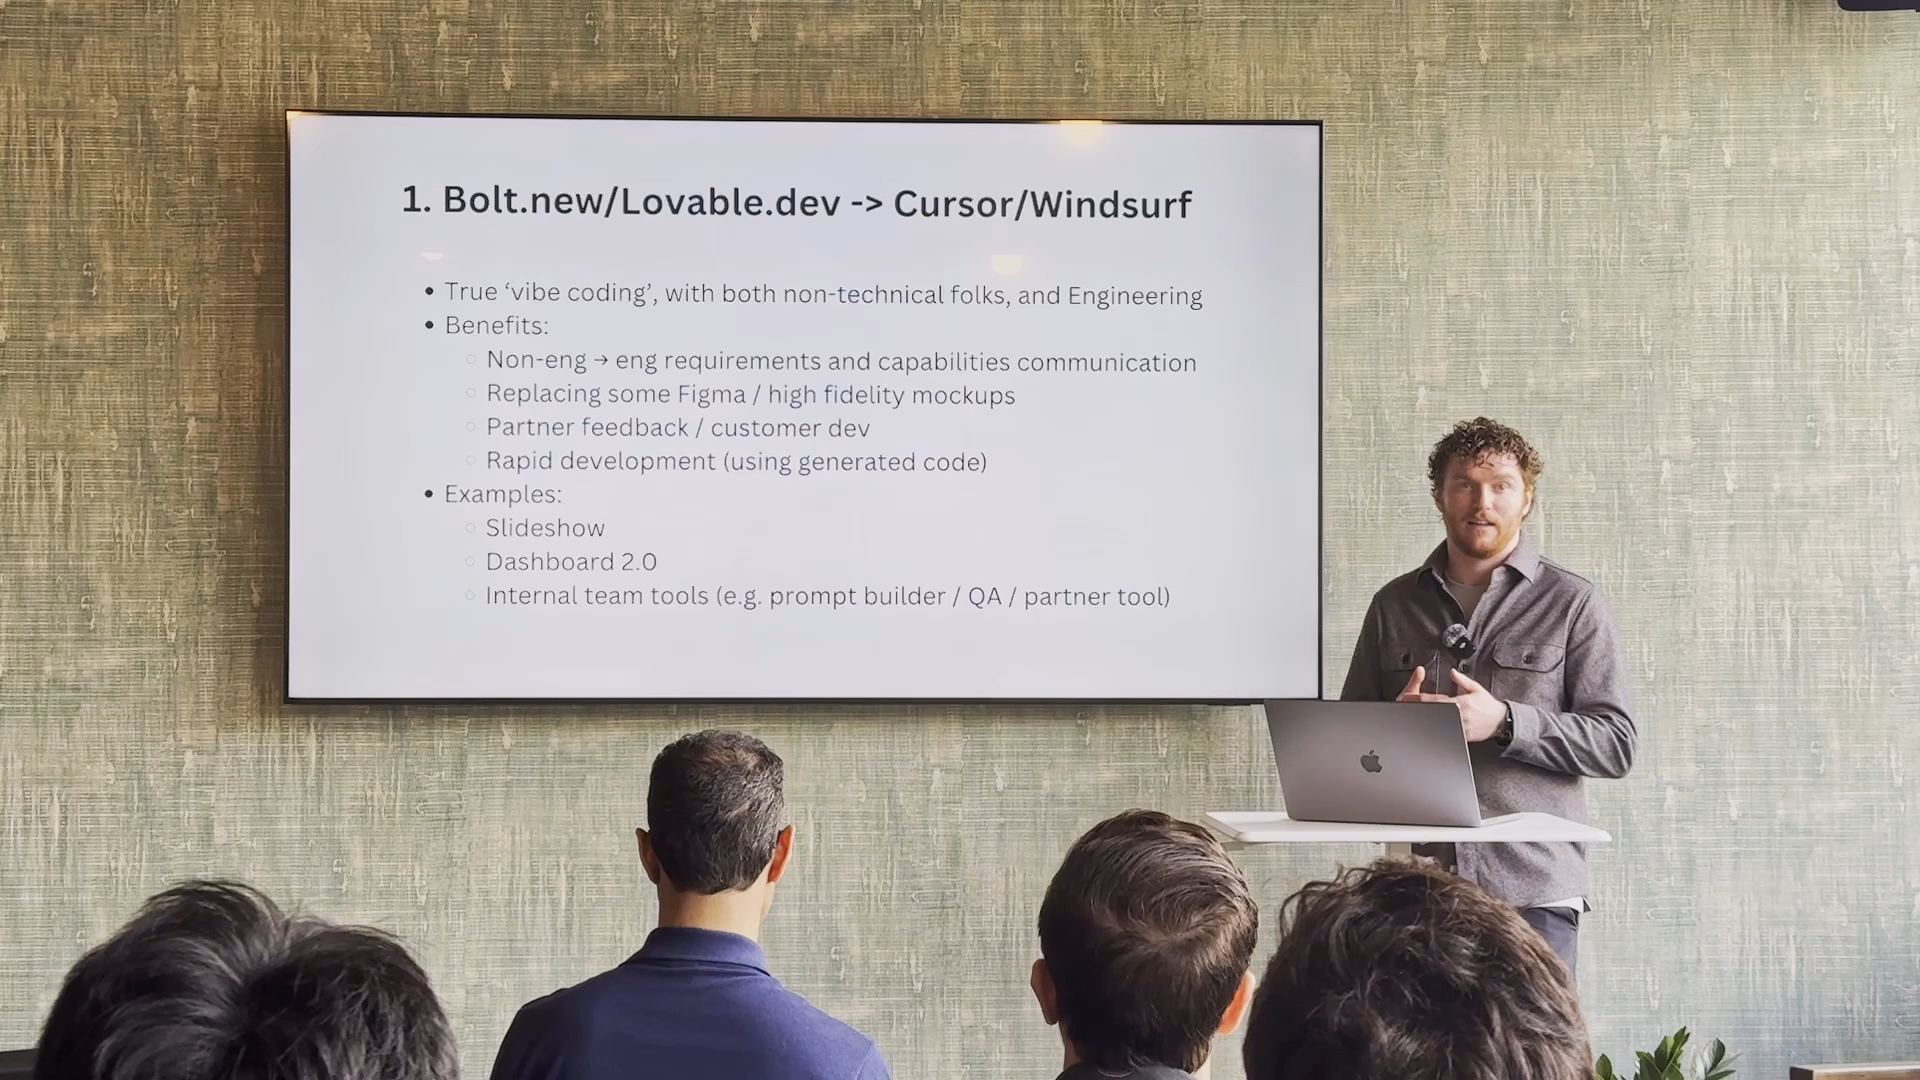 1. Bolt.new/Lovable.dev -> Cursor/Windsurf
• True ‘vibe coding’, with both non-technical folks, and Engineering
• Benefits:
○ Non-eng → eng requirements and capabilities communication
○ Replacing some Figma / high fidelity mockups
○ Partner feedback / customer dev
○ Rapid development (using generated code)
• Examples:
○ Slideshow
○ Dashboard 2.0
○ Internal team tools (e.g. prompt builder / QA / partner tool)